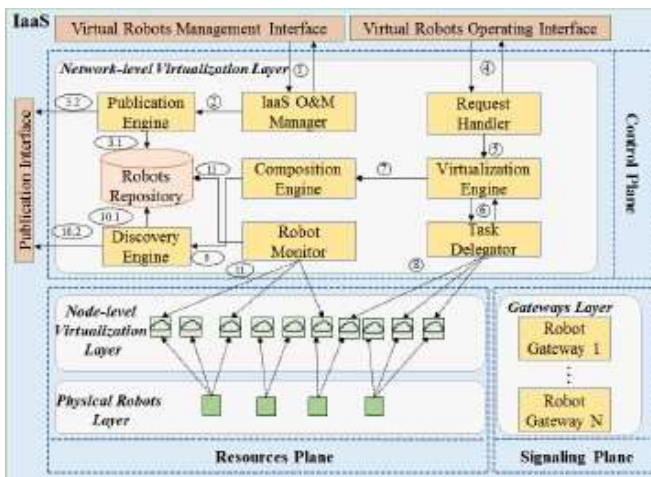 IaaS
Virtual Robots Management Interface
Virtual Robots Operating Interface
Network-level Virtualization Layer
①
④
3.2
Publication
Engine
②
IaaS O&M
Manager
Request
Handler
3.1
⑤
Publication Interface
Control Plane
Robots
Repository
11
Composition
Engine
⑦
Virtualization
Engine
10.1
⑥
10.2
Discovery
Engine
9
Robot
Monitor
Task
Delegator
11
⑧
Node-level
Virtualization
Layer
Gateways Layer
Robot
Gateway 1
Physical Robots
Layer
Robot
Gateway N
Resources Plane
Signaling Plane